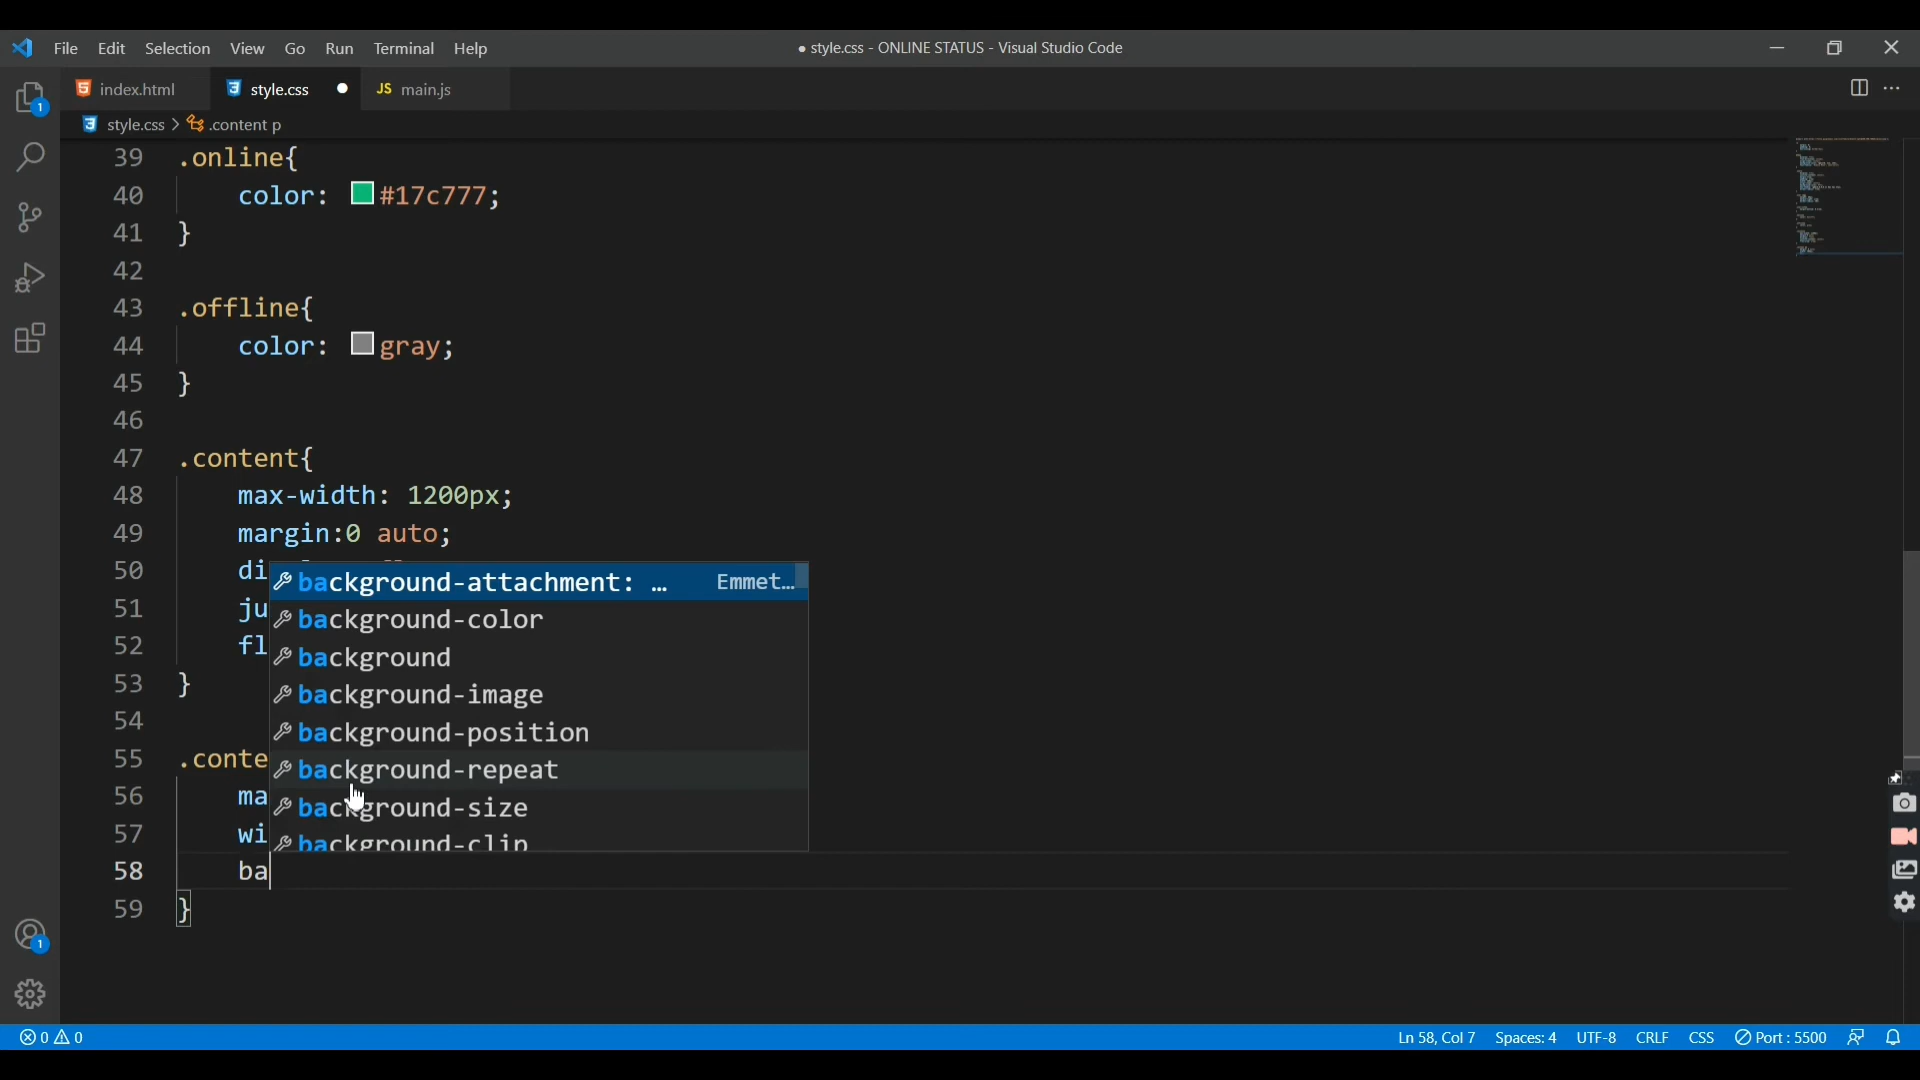 File Edit Selection View Go Run Terminal Help
● style.css - ONLINE STATUS - Visual Studio Code
index.html
style.css ●
JS main.js
style.css > .content p
39 .online{
40 color: #17c777;
41 }
42
43 .offline{
44 color: gray;
45 }
46
47 .content{
48 max-width: 1200px;
49 margin:0 auto;
50 di
background-attachment: … Emmet…
51 ju
background-color
52 fl
background
53 }
background-image
54
background-position
55 .conte
background-repeat
56 ma
background-size
57 wi
background-clip
58 ba
59 }
1
1
0 0
Ln 58, Col 7 Spaces: 4 UTF-8 CRLF CSS Port : 5500